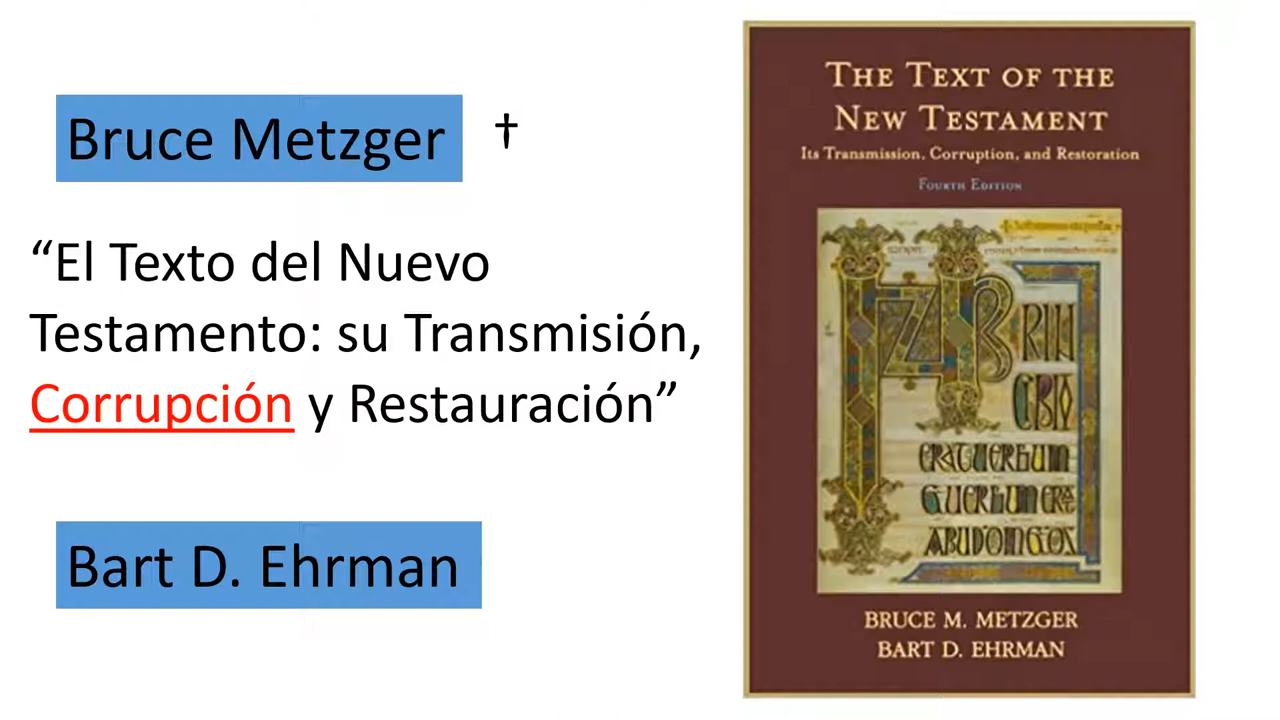 Bruce Metzger †
“El Texto del Nuevo
Testamento: su Transmisión,
Corrupción y Restauración”
Bart D. Ehrman
THE TEXT OF THE
NEW TESTAMENT
Its Transmission, Corruption, and Restoration
FOURTH EDITION
BRUCE M. METZGER
BART D. EHRMAN